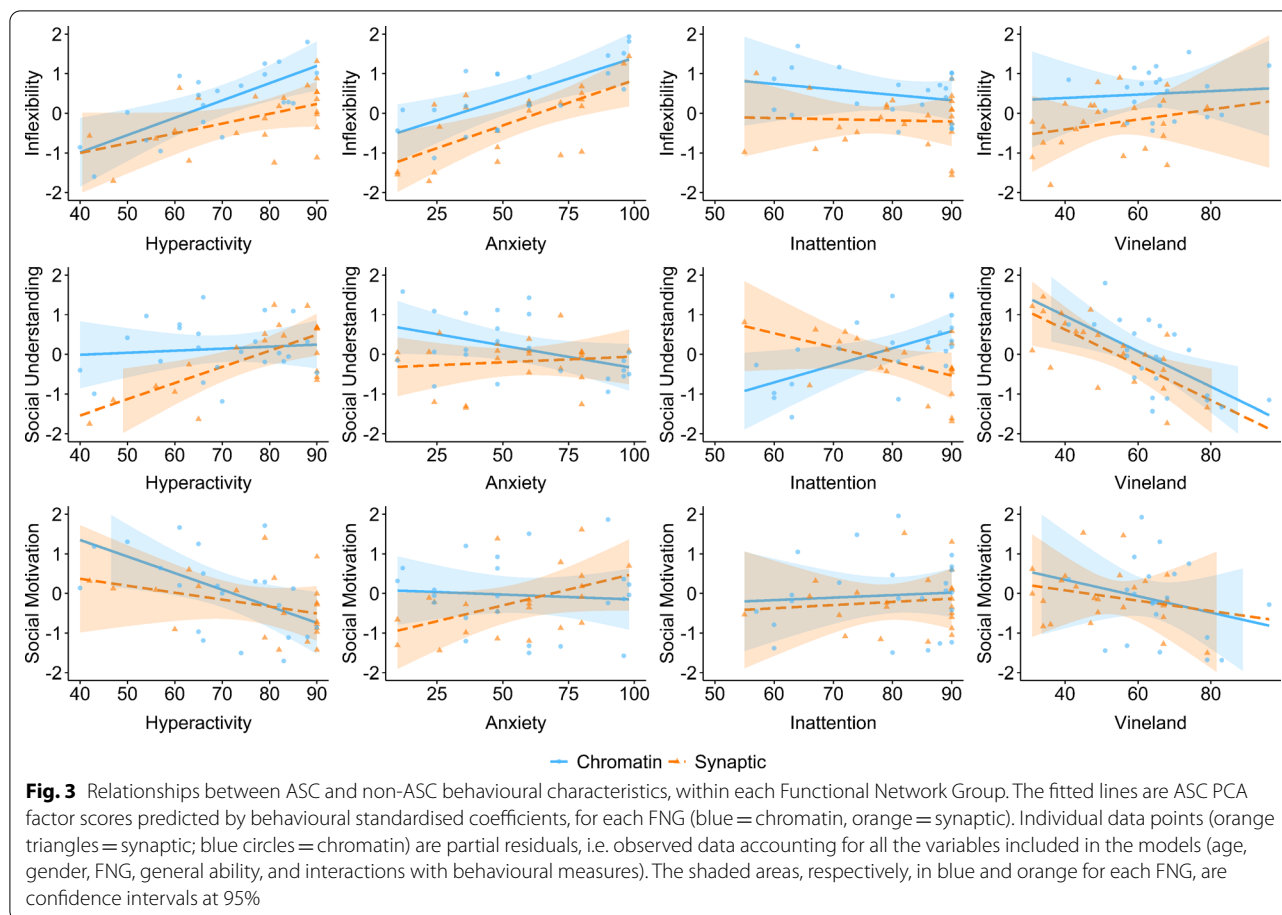 2
1
0
-1
-2
Inflexibility
40 50 60 70 80 90
Hyperactivity
2
1
0
-1
-2
Inflexibility
25 50 75 100
Anxiety
2
1
0
-1
-2
Inflexibility
60 70 80 90
Inattention
2
1
0
-1
-2
Inflexibility
40 60 80
Vineland
2
1
0
-1
-2
Social Understanding
40 50 60 70 80 90
Hyperactivity
2
1
0
-1
-2
Social Understanding
25 50 75 100
Anxiety
2
1
0
-1
-2
Social Understanding
50 60 70 80 90
Inattention
2
1
0
-1
-2
Social Understanding
40 60 80
Vineland
2
1
0
-1
-2
Social Motivation
40 50 60 70 80 90
Hyperactivity
2
1
0
-1
-2
Social Motivation
25 50 75 100
Anxiety
2
1
0
-1
-2
Social Motivation
50 60 70 80 90
Inattention
2
1
0
-1
-2
Social Motivation
40 60 80
Vineland
Chromatin Synaptic
Fig. 3 Relationships between ASC and non-ASC behavioural characteristics, within each Functional Network Group. The fitted lines are ASC PCA
factor scores predicted by behavioural standardised coefficients, for each FNG (blue = chromatin, orange = synaptic). Individual data points (orange
triangles = synaptic; blue circles = chromatin) are partial residuals, i.e. observed data accounting for all the variables included in the models (age,
gender, FNG, general ability, and interactions with behavioural measures). The shaded areas, respectively, in blue and orange for each FNG, are
confidence intervals at 95%